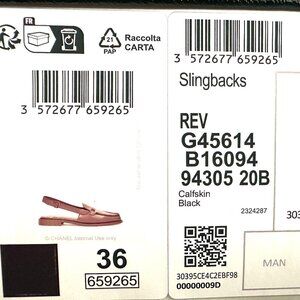 FR
21
PAP
Raccolta
CARTA
3 572677 659265
© CHANEL Internal Use only
36
659265
3 572677 659265
Slingbacks
REV
G45614
B16094
94305 20B
Calfskin
Black
2324287
30395CE4C2EBF98
00000009D
303
MAN